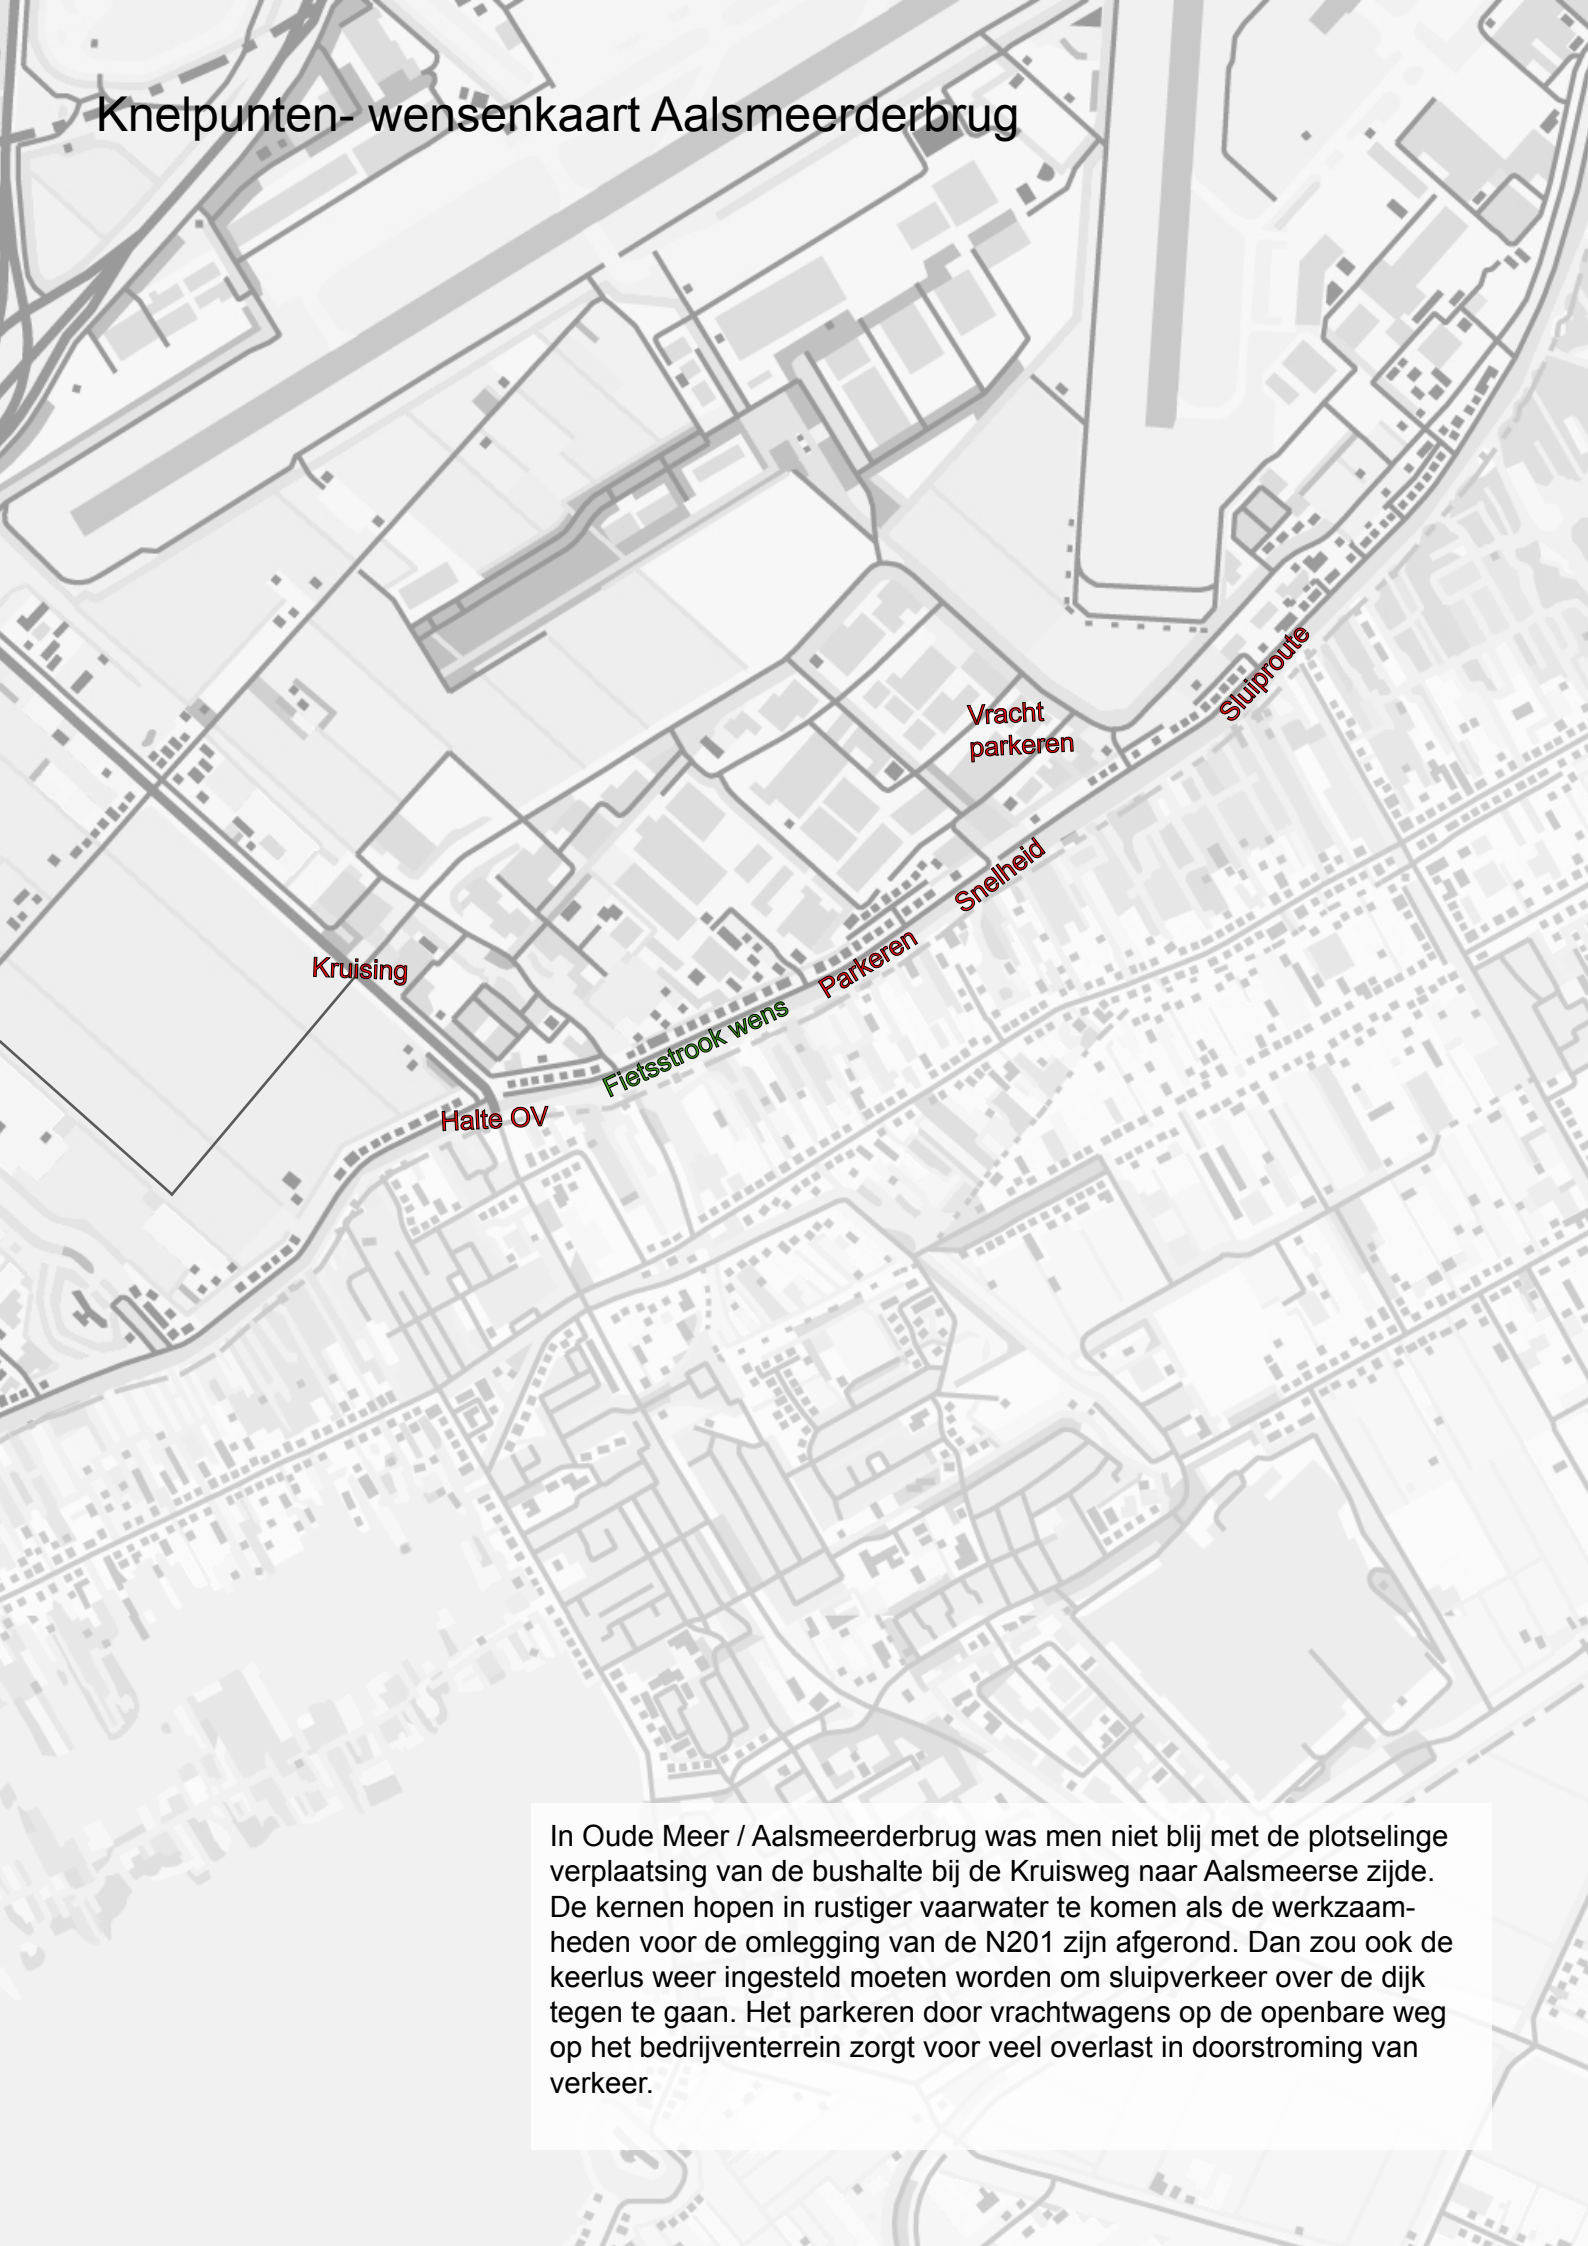 Knelpunten- wensenkaart Aalsmeerderbrug
Sluiproute
Vracht
parkeren
Snelheid
Parkeren
Kruising
Fietsstrook wens
Halte OV
In Oude Meer / Aalsmeerderbrug was men niet blij met de plotselinge
verplaatsing van de bushalte bij de Kruisweg naar Aalsmeerse zijde.
De kernen hopen in rustiger vaarwater te komen als de werkzaam-
heden voor de omlegging van de N201 zijn afgerond. Dan zou ook de
keerlus weer ingesteld moeten worden om sluipverkeer over de dijk
tegen te gaan. Het parkeren door vrachtwagens op de openbare weg
op het bedrijventerrein zorgt voor veel overlast in doorstroming van
verkeer.